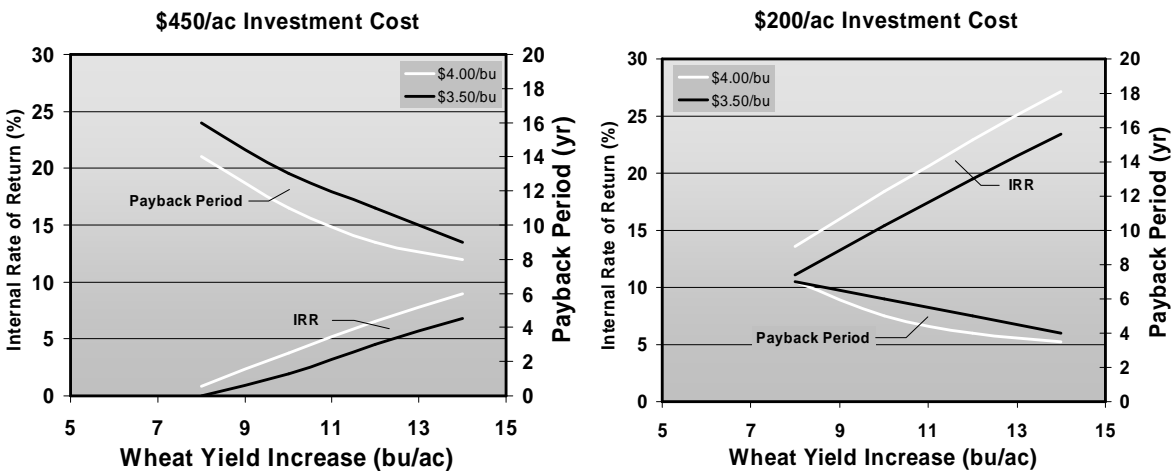 $450/ac Investment Cost
Internal Rate of Return (%)
30
25
20
15
10
5
0
$4.00/bu
$3.50/bu
Payback Period
IRR
20
18
16
14
12
10
8
6
4
2
0
Payback Period (yr)
5 7 9 11 13 15
Wheat Yield Increase (bu/ac)
$200/ac Investment Cost
Internal Rate of Return (%)
30
25
20
15
10
5
0
$4.00/bu
$3.50/bu
IRR
Payback Period
20
18
16
14
12
10
8
6
4
2
0
Payback Period (yr)
5 7 9 11 13 15
Wheat Yield Increase (bu/ac)